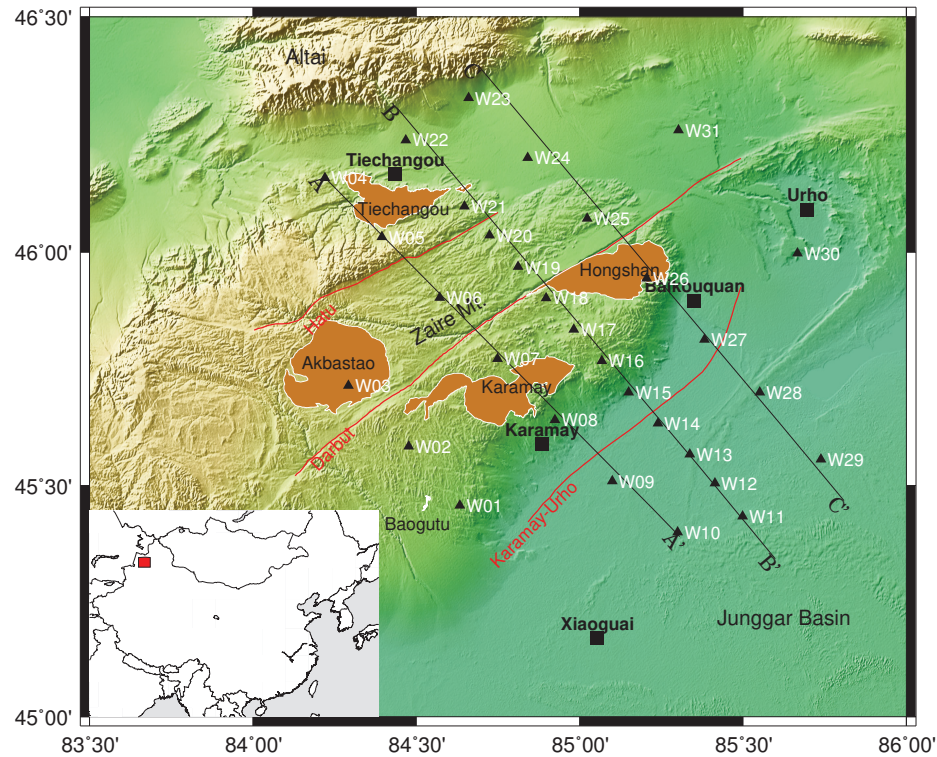 46°30'
46°00'
45°30'
45°00'
83°30'
84°00'
84°30'
85°00'
85°30'
86°00'
Altai
C
W23
B
W22
W31
W24
Tiechangou
A
W04
Tiechangou
W21
Urho
W25
W05
W20
W30
W19
Hongshan
W26
Baikouquan
W06
W18
Hatu
Zaire Mt.
W17
W27
Akbastao
W07
W16
W03
Karamay
W15
W28
W08
W14
Karamay
Darbut
W02
W13
W29
W09
W12
Karamay-Urho
W01
Baogutu
W11
C'
W10
A'
B'
Xiaoguai
Junggar Basin